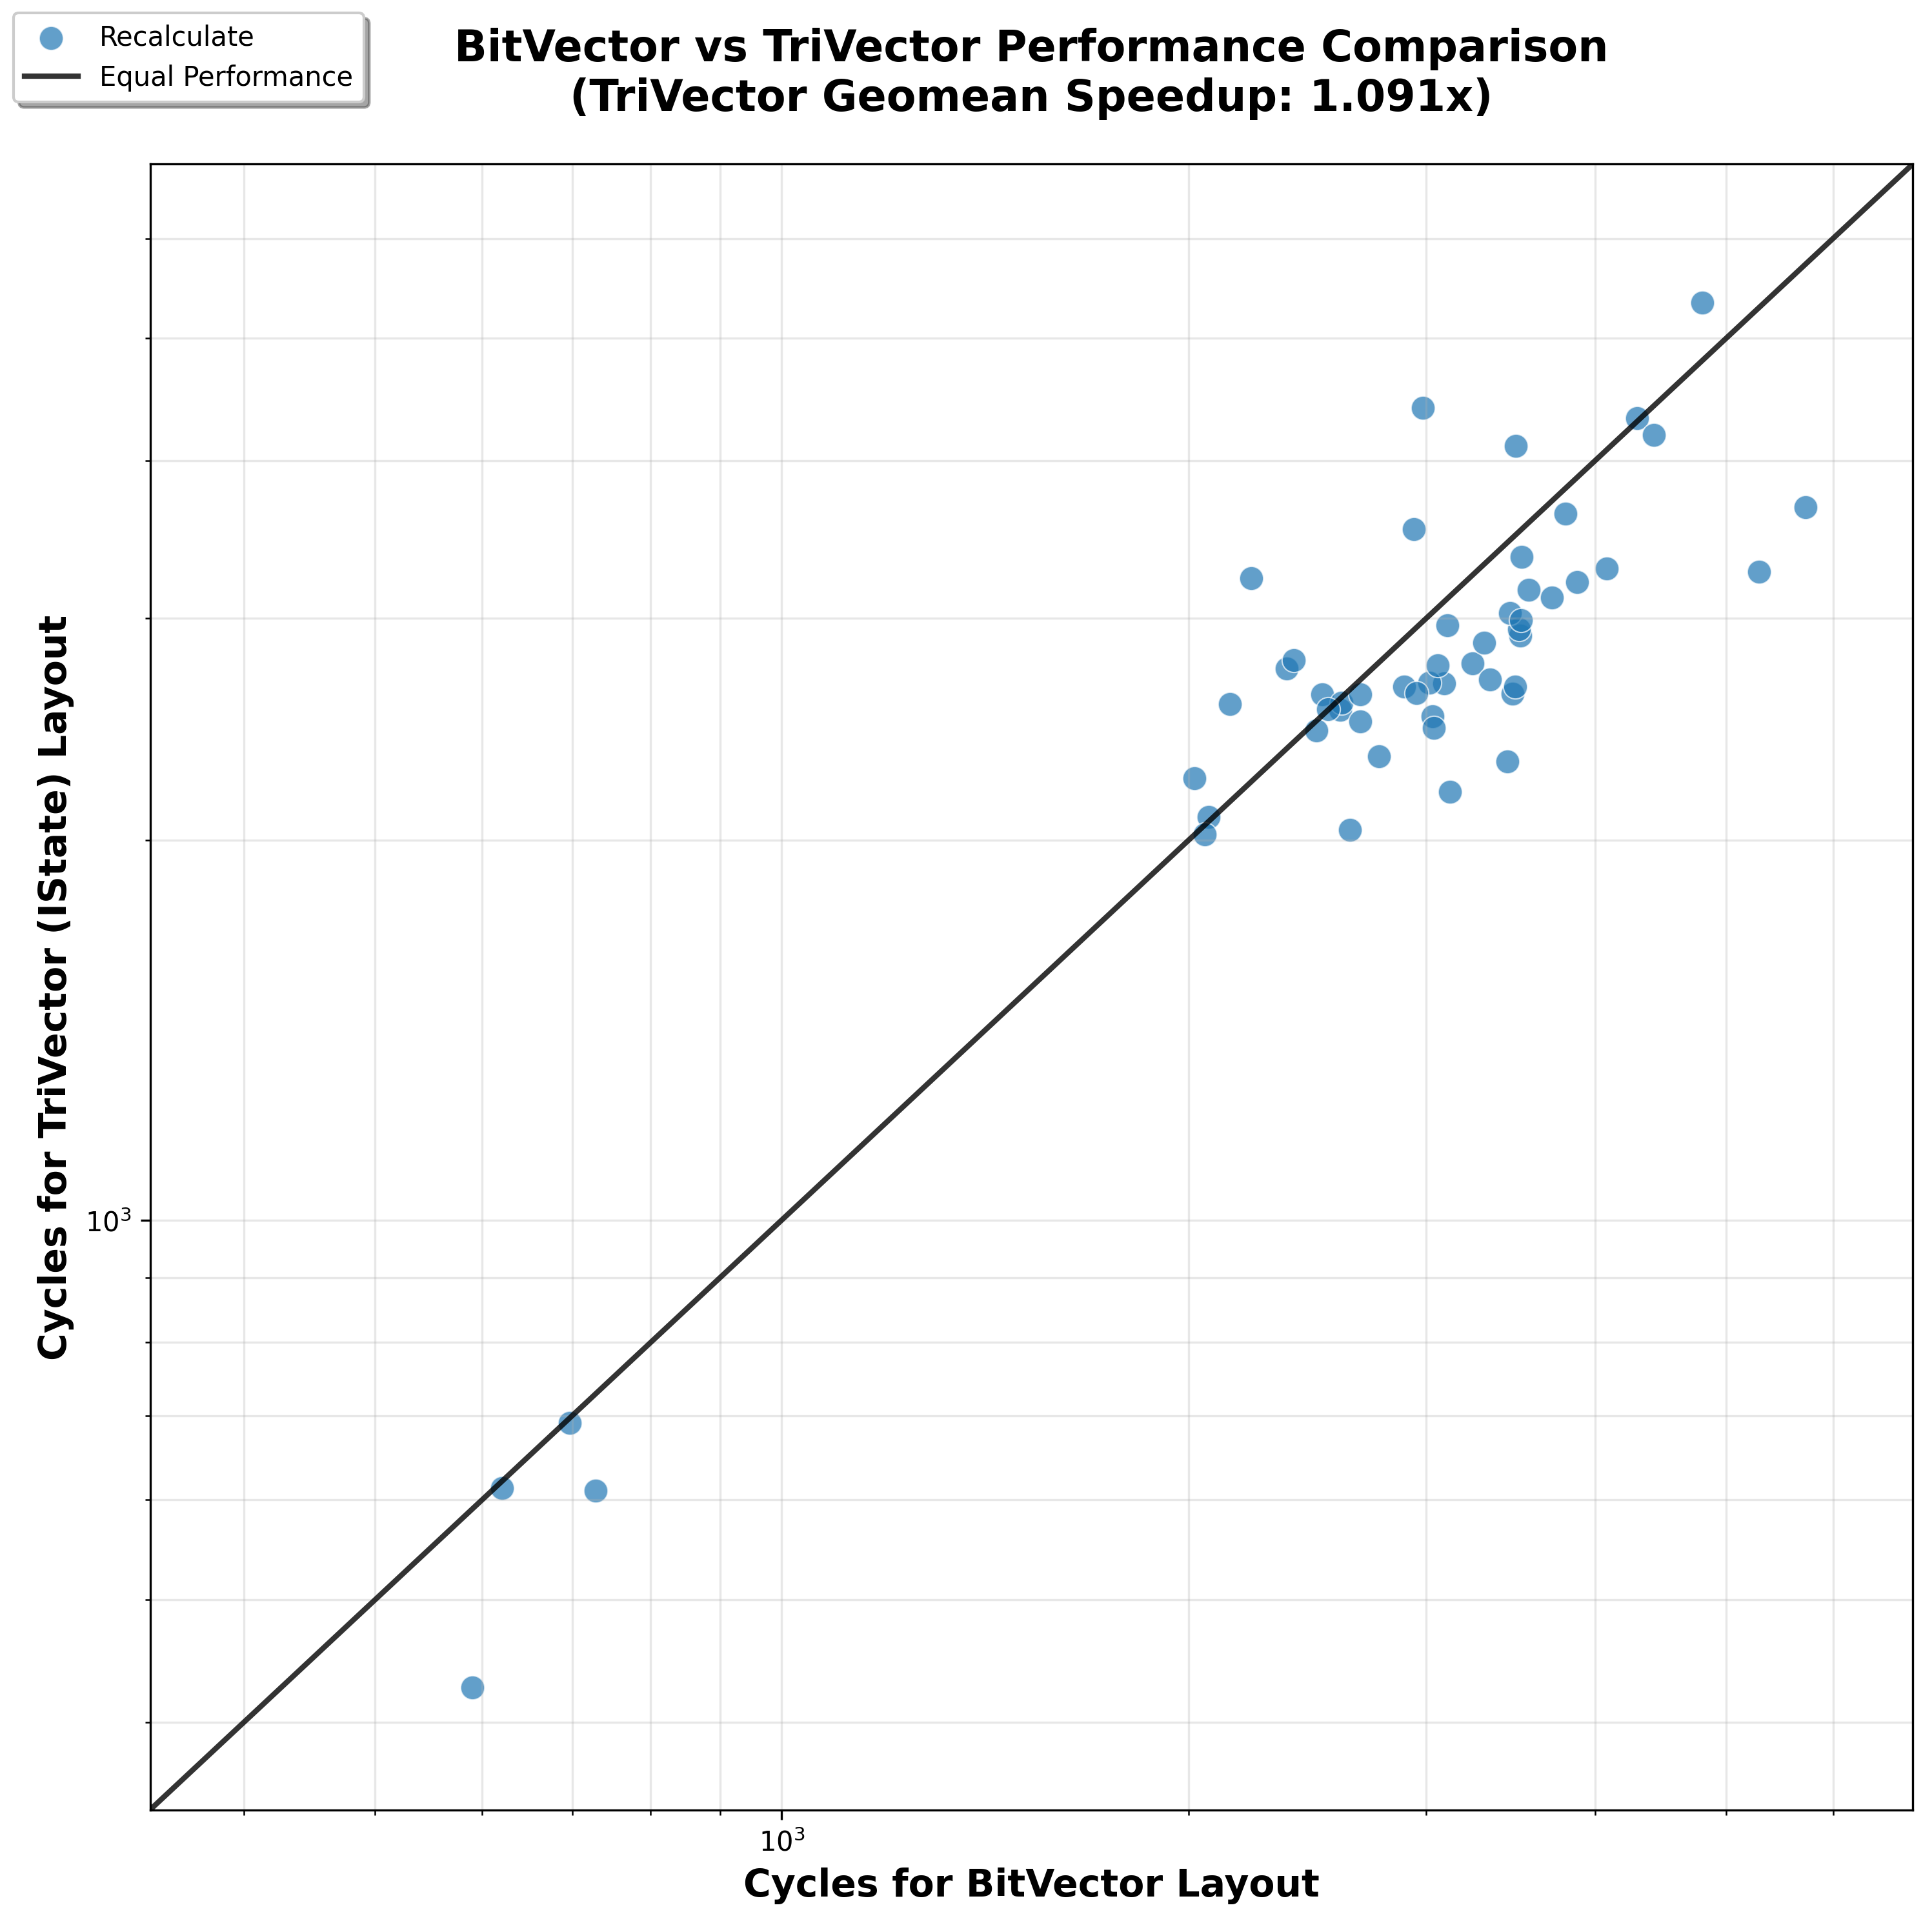 Recalculate
Equal Performance
BitVector vs TriVector Performance Comparison
(TriVector Geomean Speedup: 1.091x)
Cycles for TriVector (IState) Layout
10³
10³
Cycles for BitVector Layout